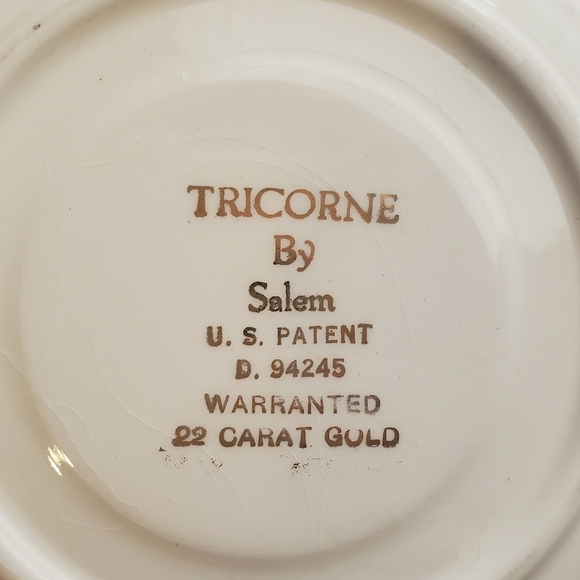 TRICORNE
By
Salem
U. S. PATENT
D. 94245
WARRANTED
22 CARAT GOLD